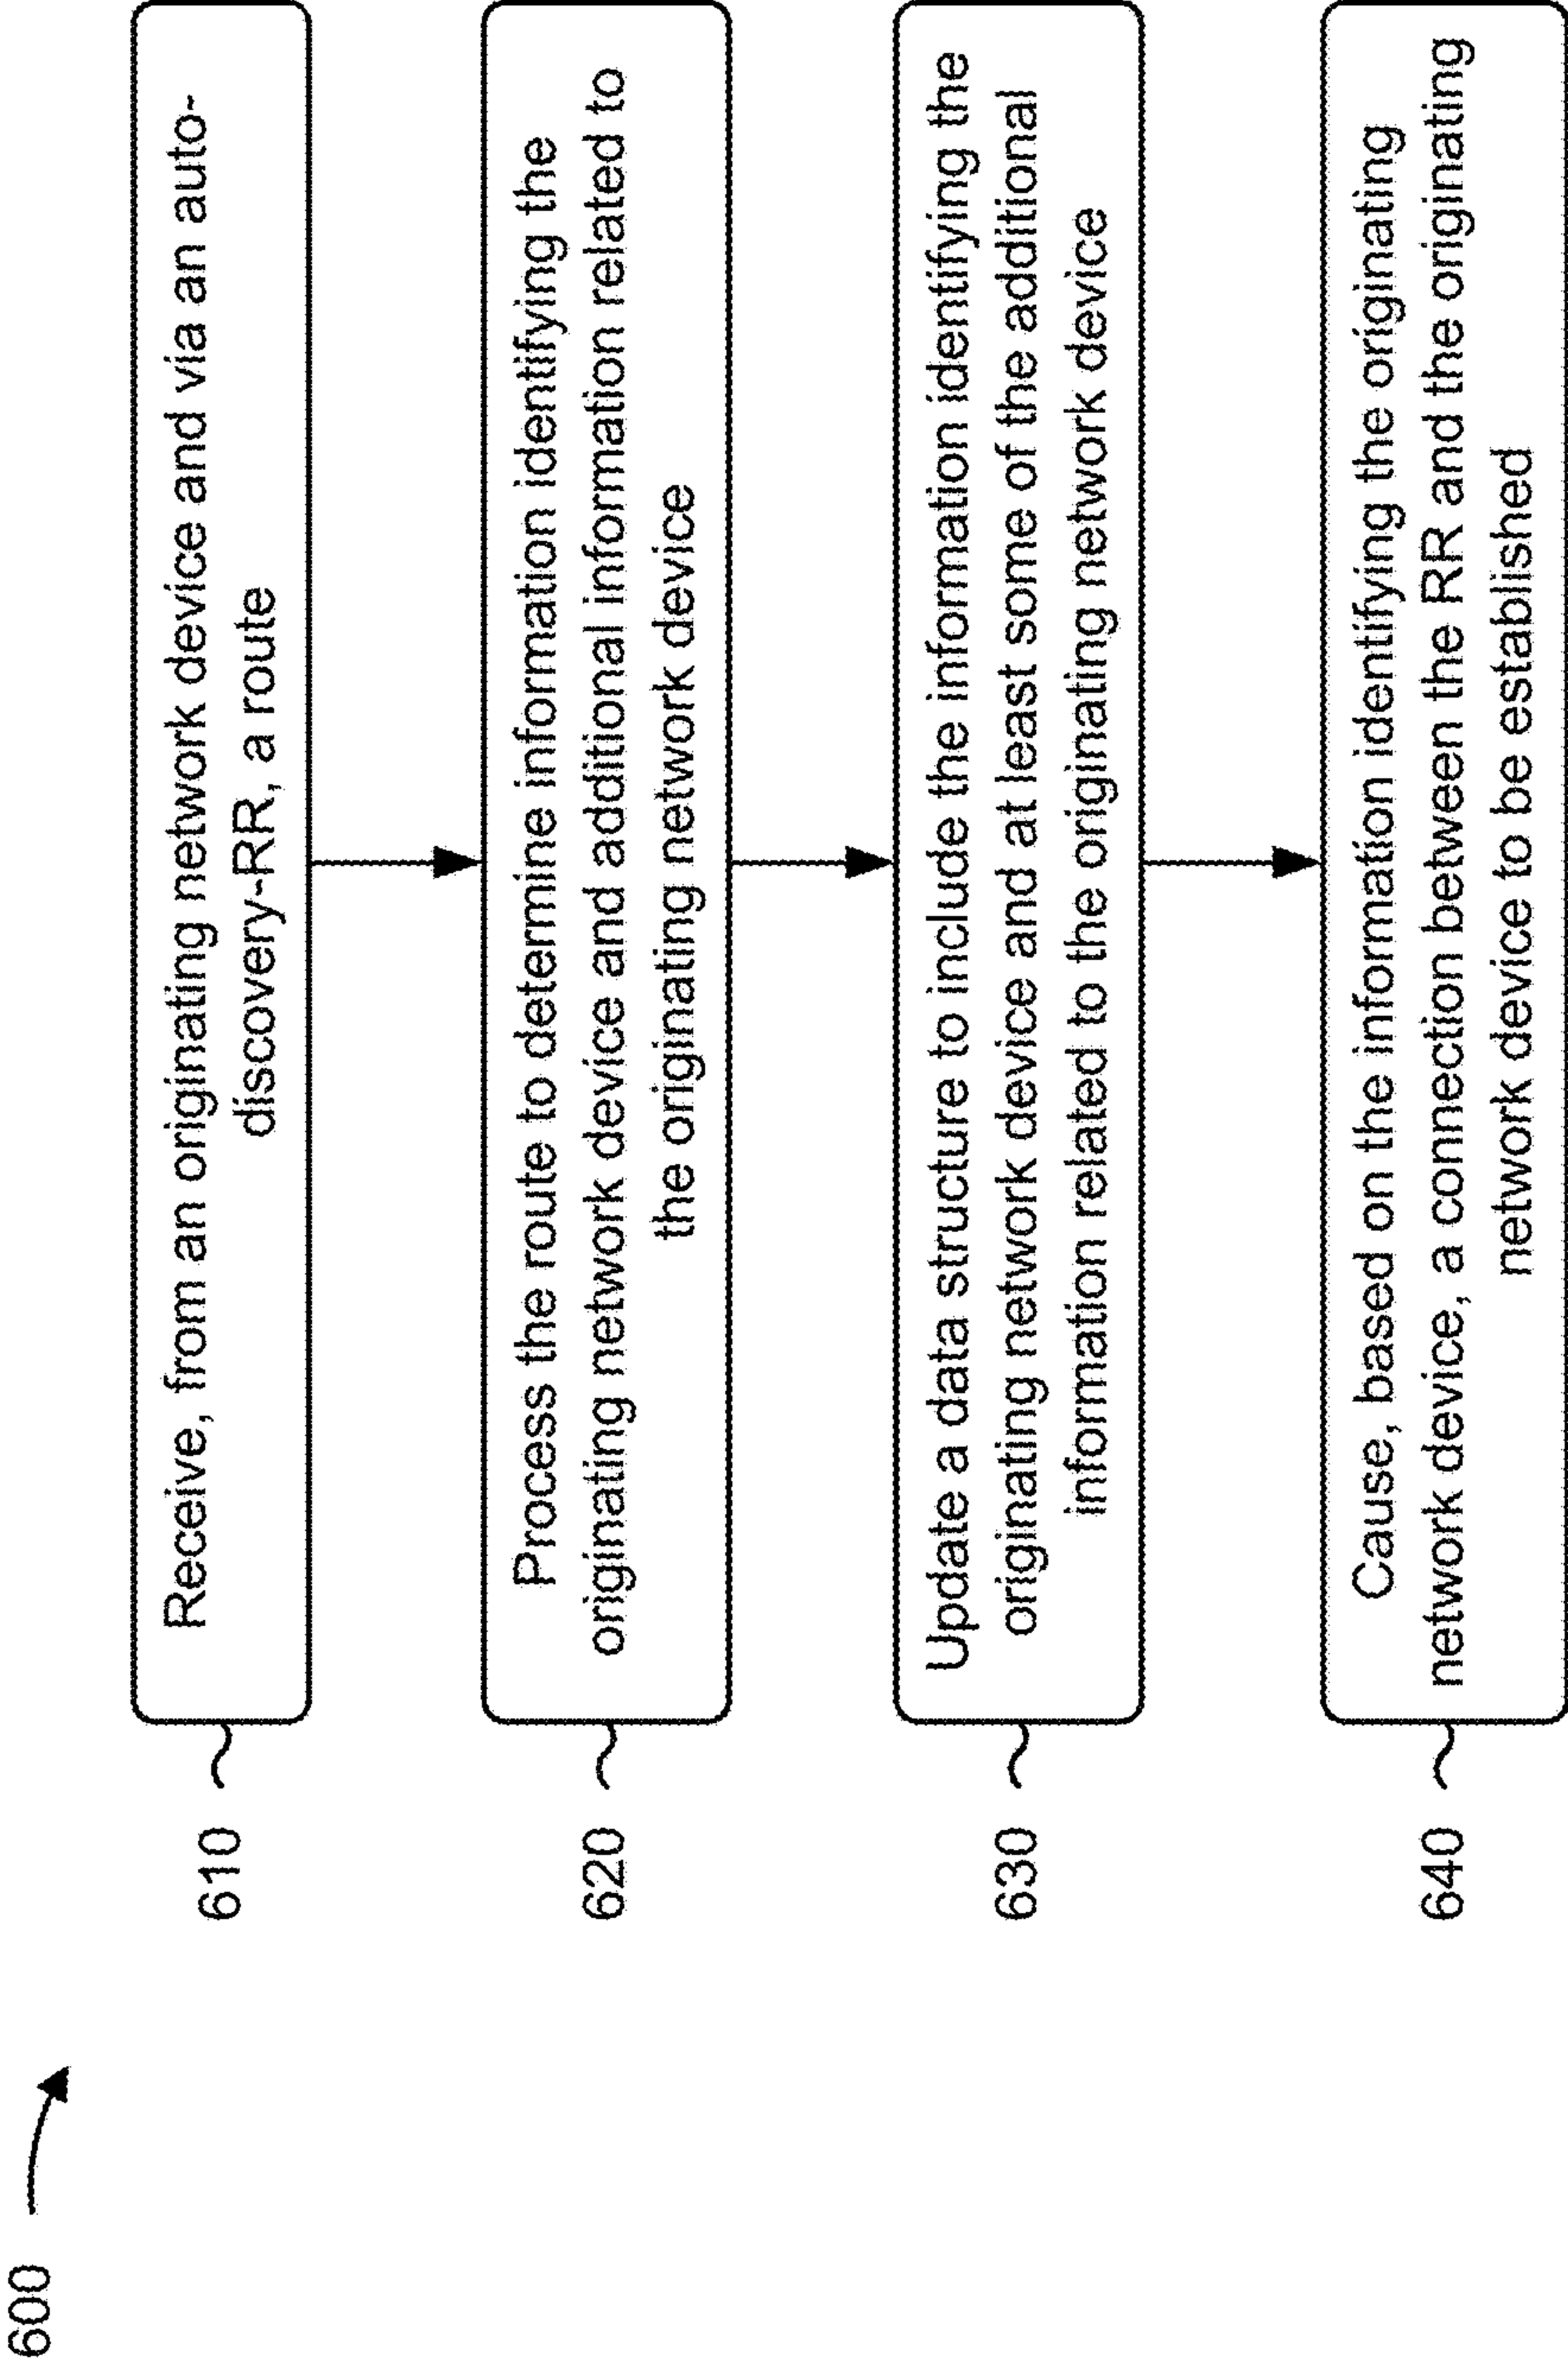 600
610
Receive, from an originating network device and via an auto-
discovery-RR, a route
620
Process the route to determine information identifying the
originating network device and additional information related to
the originating network device
630
Update a data structure to include the information identifying the
originating network device and at least some of the additional
information related to the originating network device
640
Cause, based on the information identifying the originating
network device, a connection between the RR and the originating
network device to be established